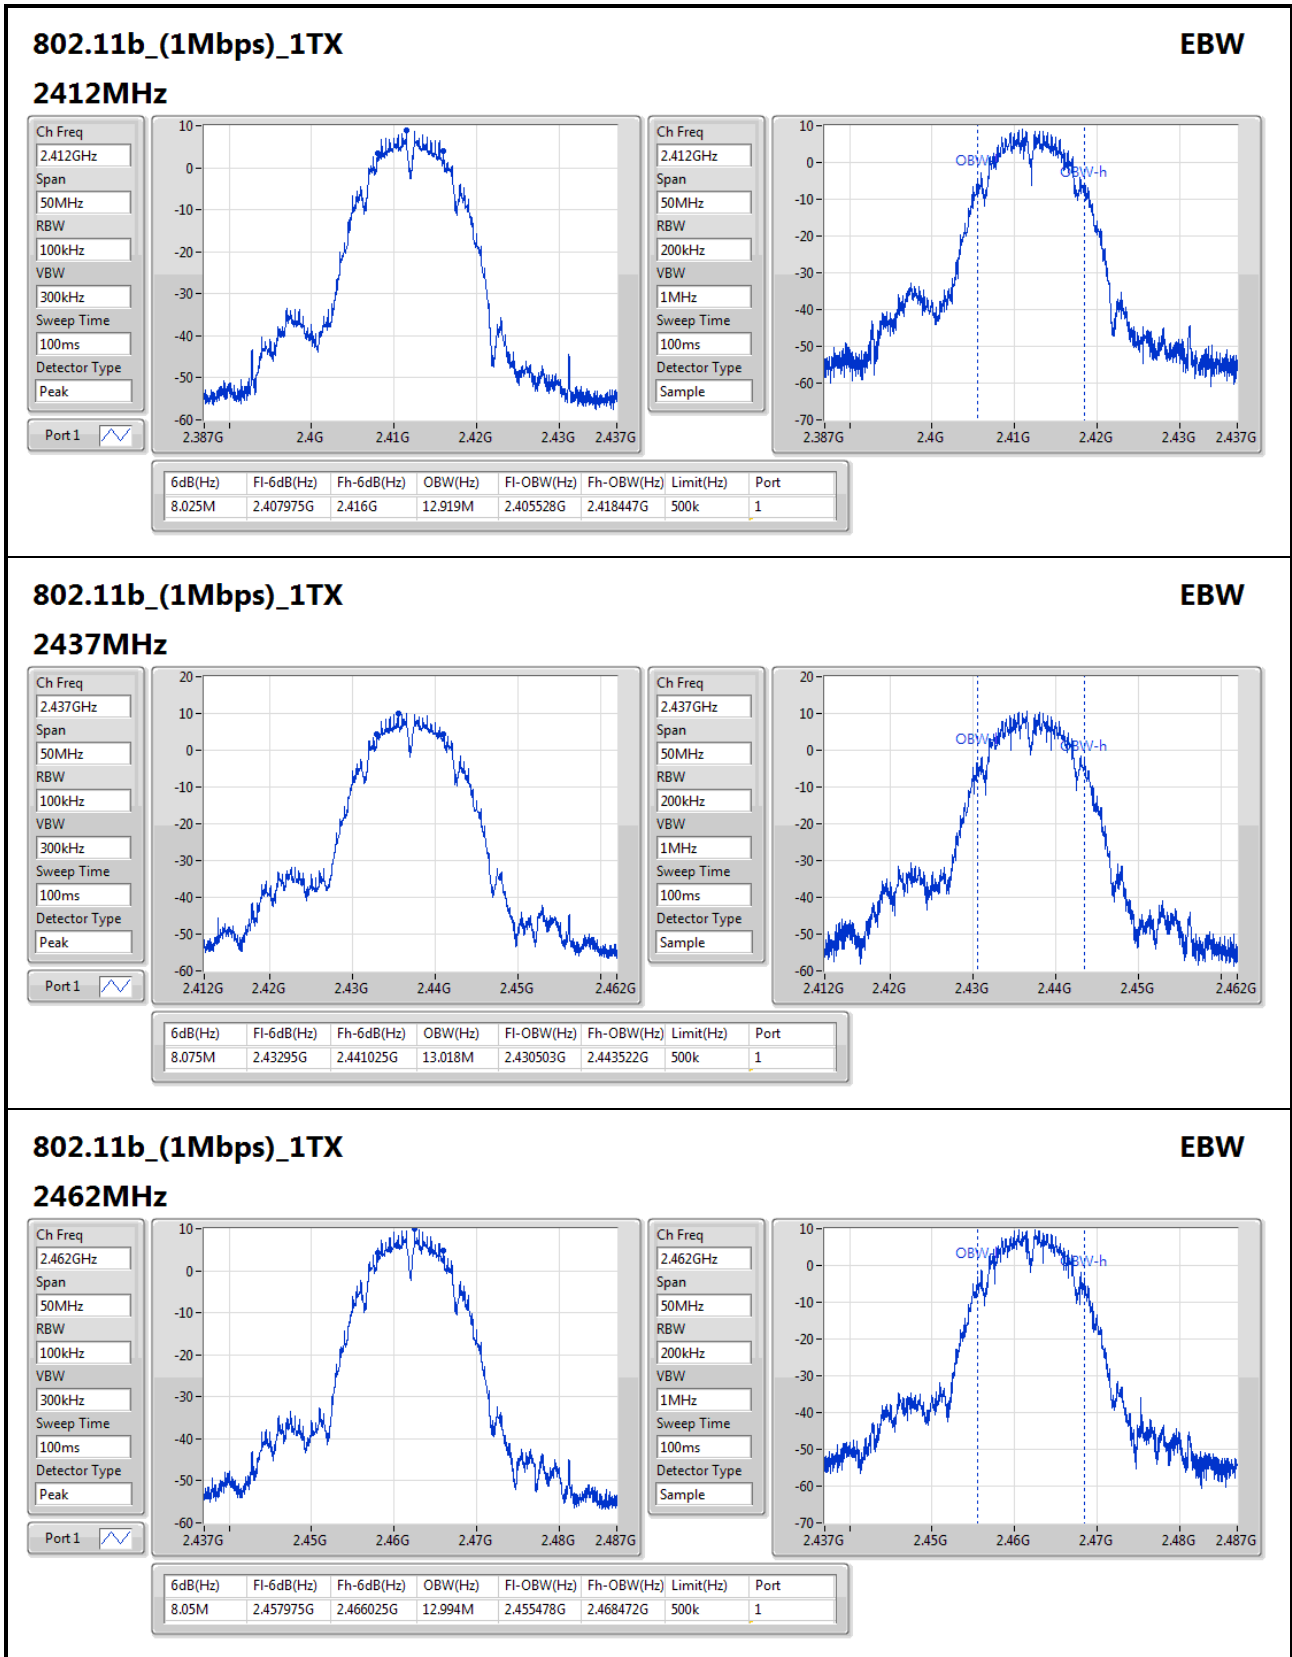 802.11b_(1Mbps)_1TX EBW
2412MHz
Ch Freq
2.412GHz
Span
50MHz
RBW
100kHz
VBW
300kHz
Sweep Time
100ms
Detector Type
Peak
Port 1
10
0
-10
-20
-30
-40
-50
-60
2.387G 2.4G 2.41G 2.42G 2.43G 2.437G
Ch Freq
2.412GHz
Span
50MHz
RBW
200kHz
VBW
1MHz
Sweep Time
100ms
Detector Type
Sample
10
0
-10
-20
-30
-40
-50
-60
-70
OBW
OBW-h
2.387G 2.4G 2.41G 2.42G 2.43G 2.437G
6dB(Hz) Fl-6dB(Hz) Fh-6dB(Hz) OBW(Hz) Fl-OBW(Hz) Fh-OBW(Hz) Limit(Hz) Port
8.025M 2.407975G 2.416G 12.919M 2.405528G 2.418447G 500k 1
802.11b_(1Mbps)_1TX EBW
2437MHz
Ch Freq
2.437GHz
Span
50MHz
RBW
100kHz
VBW
300kHz
Sweep Time
100ms
Detector Type
Peak
Port 1
20
10
0
-10
-20
-30
-40
-50
-60
2.412G 2.42G 2.43G 2.44G 2.45G 2.462G
Ch Freq
2.437GHz
Span
50MHz
RBW
200kHz
VBW
1MHz
Sweep Time
100ms
Detector Type
Sample
20
10
0
-10
-20
-30
-40
-50
-60
OBW
OBW-h
2.412G 2.42G 2.43G 2.44G 2.45G 2.462G
6dB(Hz) Fl-6dB(Hz) Fh-6dB(Hz) OBW(Hz) Fl-OBW(Hz) Fh-OBW(Hz) Limit(Hz) Port
8.075M 2.43295G 2.441025G 13.018M 2.430503G 2.443522G 500k 1
802.11b_(1Mbps)_1TX EBW
2462MHz
Ch Freq
2.462GHz
Span
50MHz
RBW
100kHz
VBW
300kHz
Sweep Time
100ms
Detector Type
Peak
Port 1
10
0
-10
-20
-30
-40
-50
-60
2.437G 2.45G 2.46G 2.47G 2.48G 2.487G
Ch Freq
2.462GHz
Span
50MHz
RBW
200kHz
VBW
1MHz
Sweep Time
100ms
Detector Type
Sample
10
0
-10
-20
-30
-40
-50
-60
-70
OBW
OBW-h
2.437G 2.45G 2.46G 2.47G 2.48G 2.487G
6dB(Hz) Fl-6dB(Hz) Fh-6dB(Hz) OBW(Hz) Fl-OBW(Hz) Fh-OBW(Hz) Limit(Hz) Port
8.05M 2.457975G 2.466025G 12.994M 2.455478G 2.468472G 500k 1